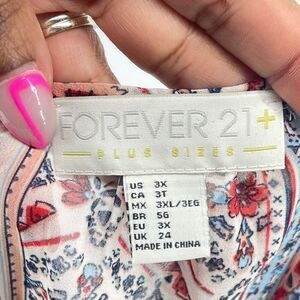 FOREVER 21+
PLUS SIZES
US 3X
CA 3T
MX 3XL/3EG
BR 5G
EU 3X
UK 24
MADE IN CHINA